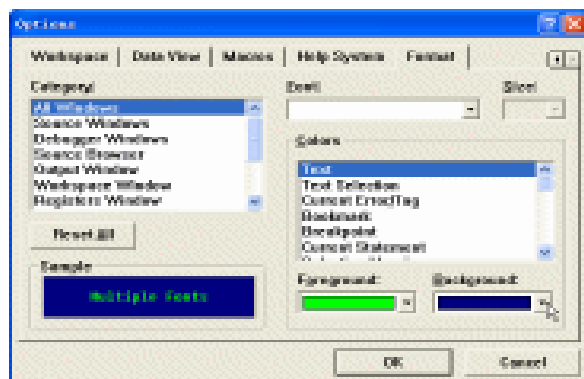 Options
Workspace Data View Macros Help System Format
Category:
All Windows
Source Windows
Debugger Windows
Source Browser
Output Window
Workspace Window
Registers Window
Reset All
Sample
Multiple Fonts
Font:
Size:
Colors
Text
Text Selection
Current Error/Tag
Bookmark
Breakpoint
Current Statement
Foreground:
Background:
OK
Cancel